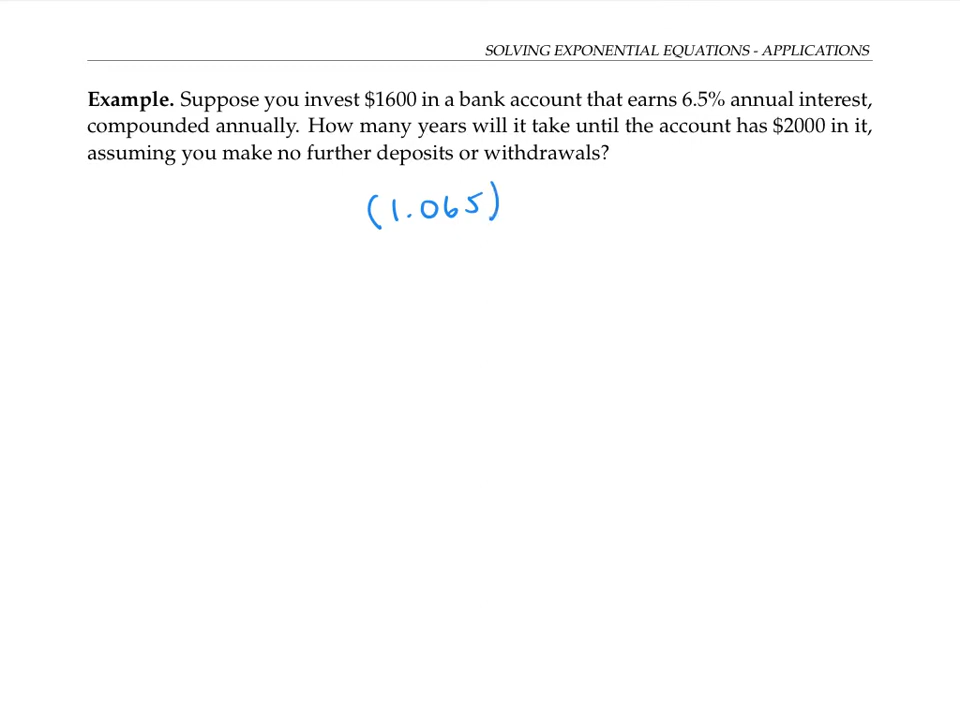 SOLVING EXPONENTIAL EQUATIONS - APPLICATIONS
Example. Suppose you invest $1600 in a bank account that earns 6.5% annual interest,
compounded annually. How many years will it take until the account has $2000 in it,
assuming you make no further deposits or withdrawals?
(1.065)